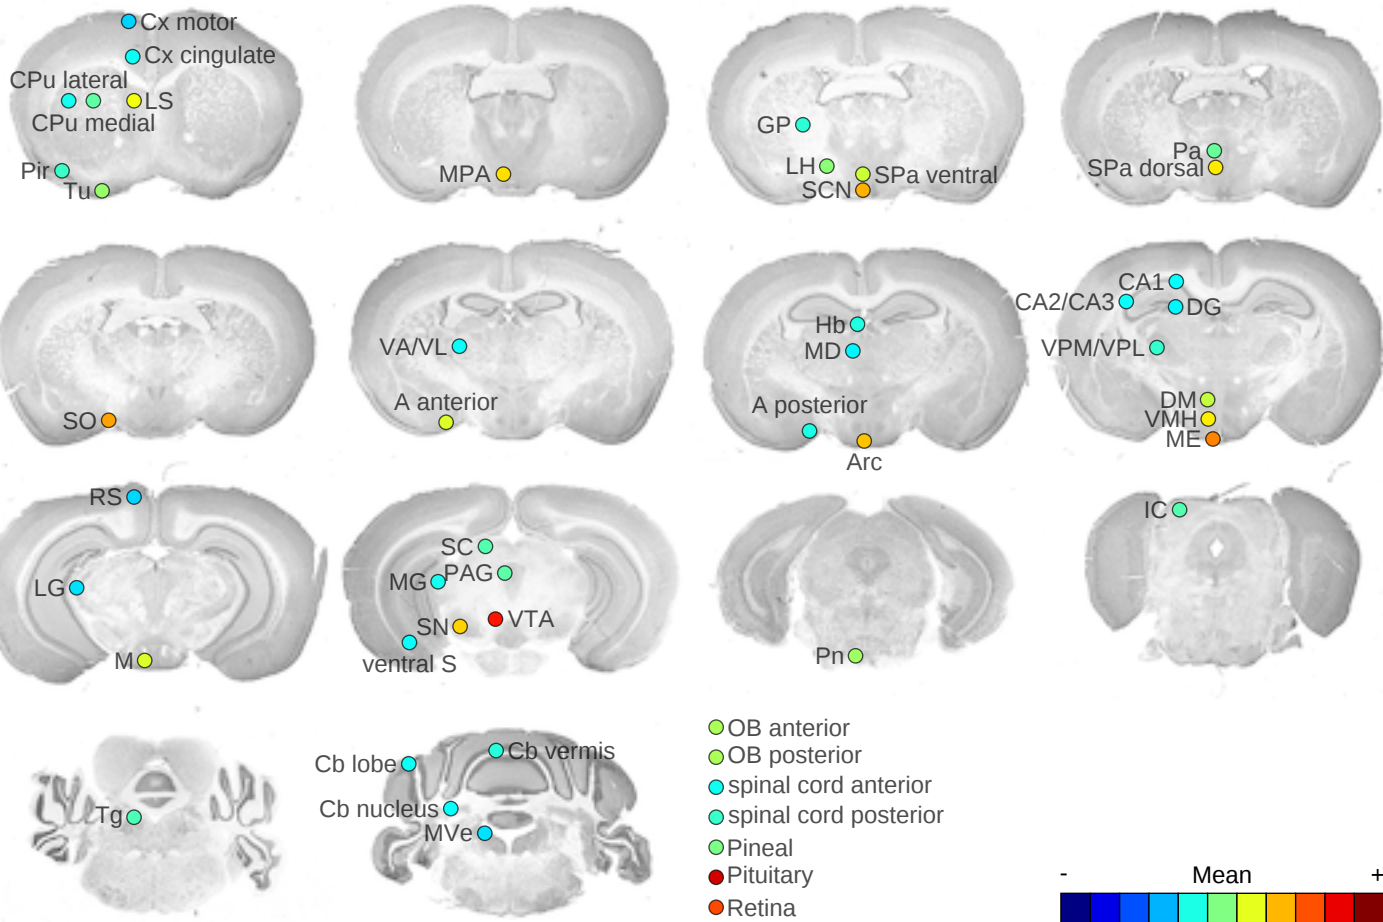 Cx motor
Cx cingulate
CPu lateral
LS
CPu medial
Pir
Tu
MPA
GP
LH
SPa ventral
SCN
Pa
SPa dorsal
SO
VA/VL
A anterior
Hb
MD
A posterior
Arc
CA1
CA2/CA3
DG
VPM/VPL
DM
VMH
ME
RS
LG
M
SC
MG
PAG
SN
VTA
ventral S
Pn
IC
Tg
Cb lobe
Cb vermis
Cb nucleus
MVe
OB anterior
OB posterior
spinal cord anterior
spinal cord posterior
Pineal
Pituitary
Retina
- Mean +